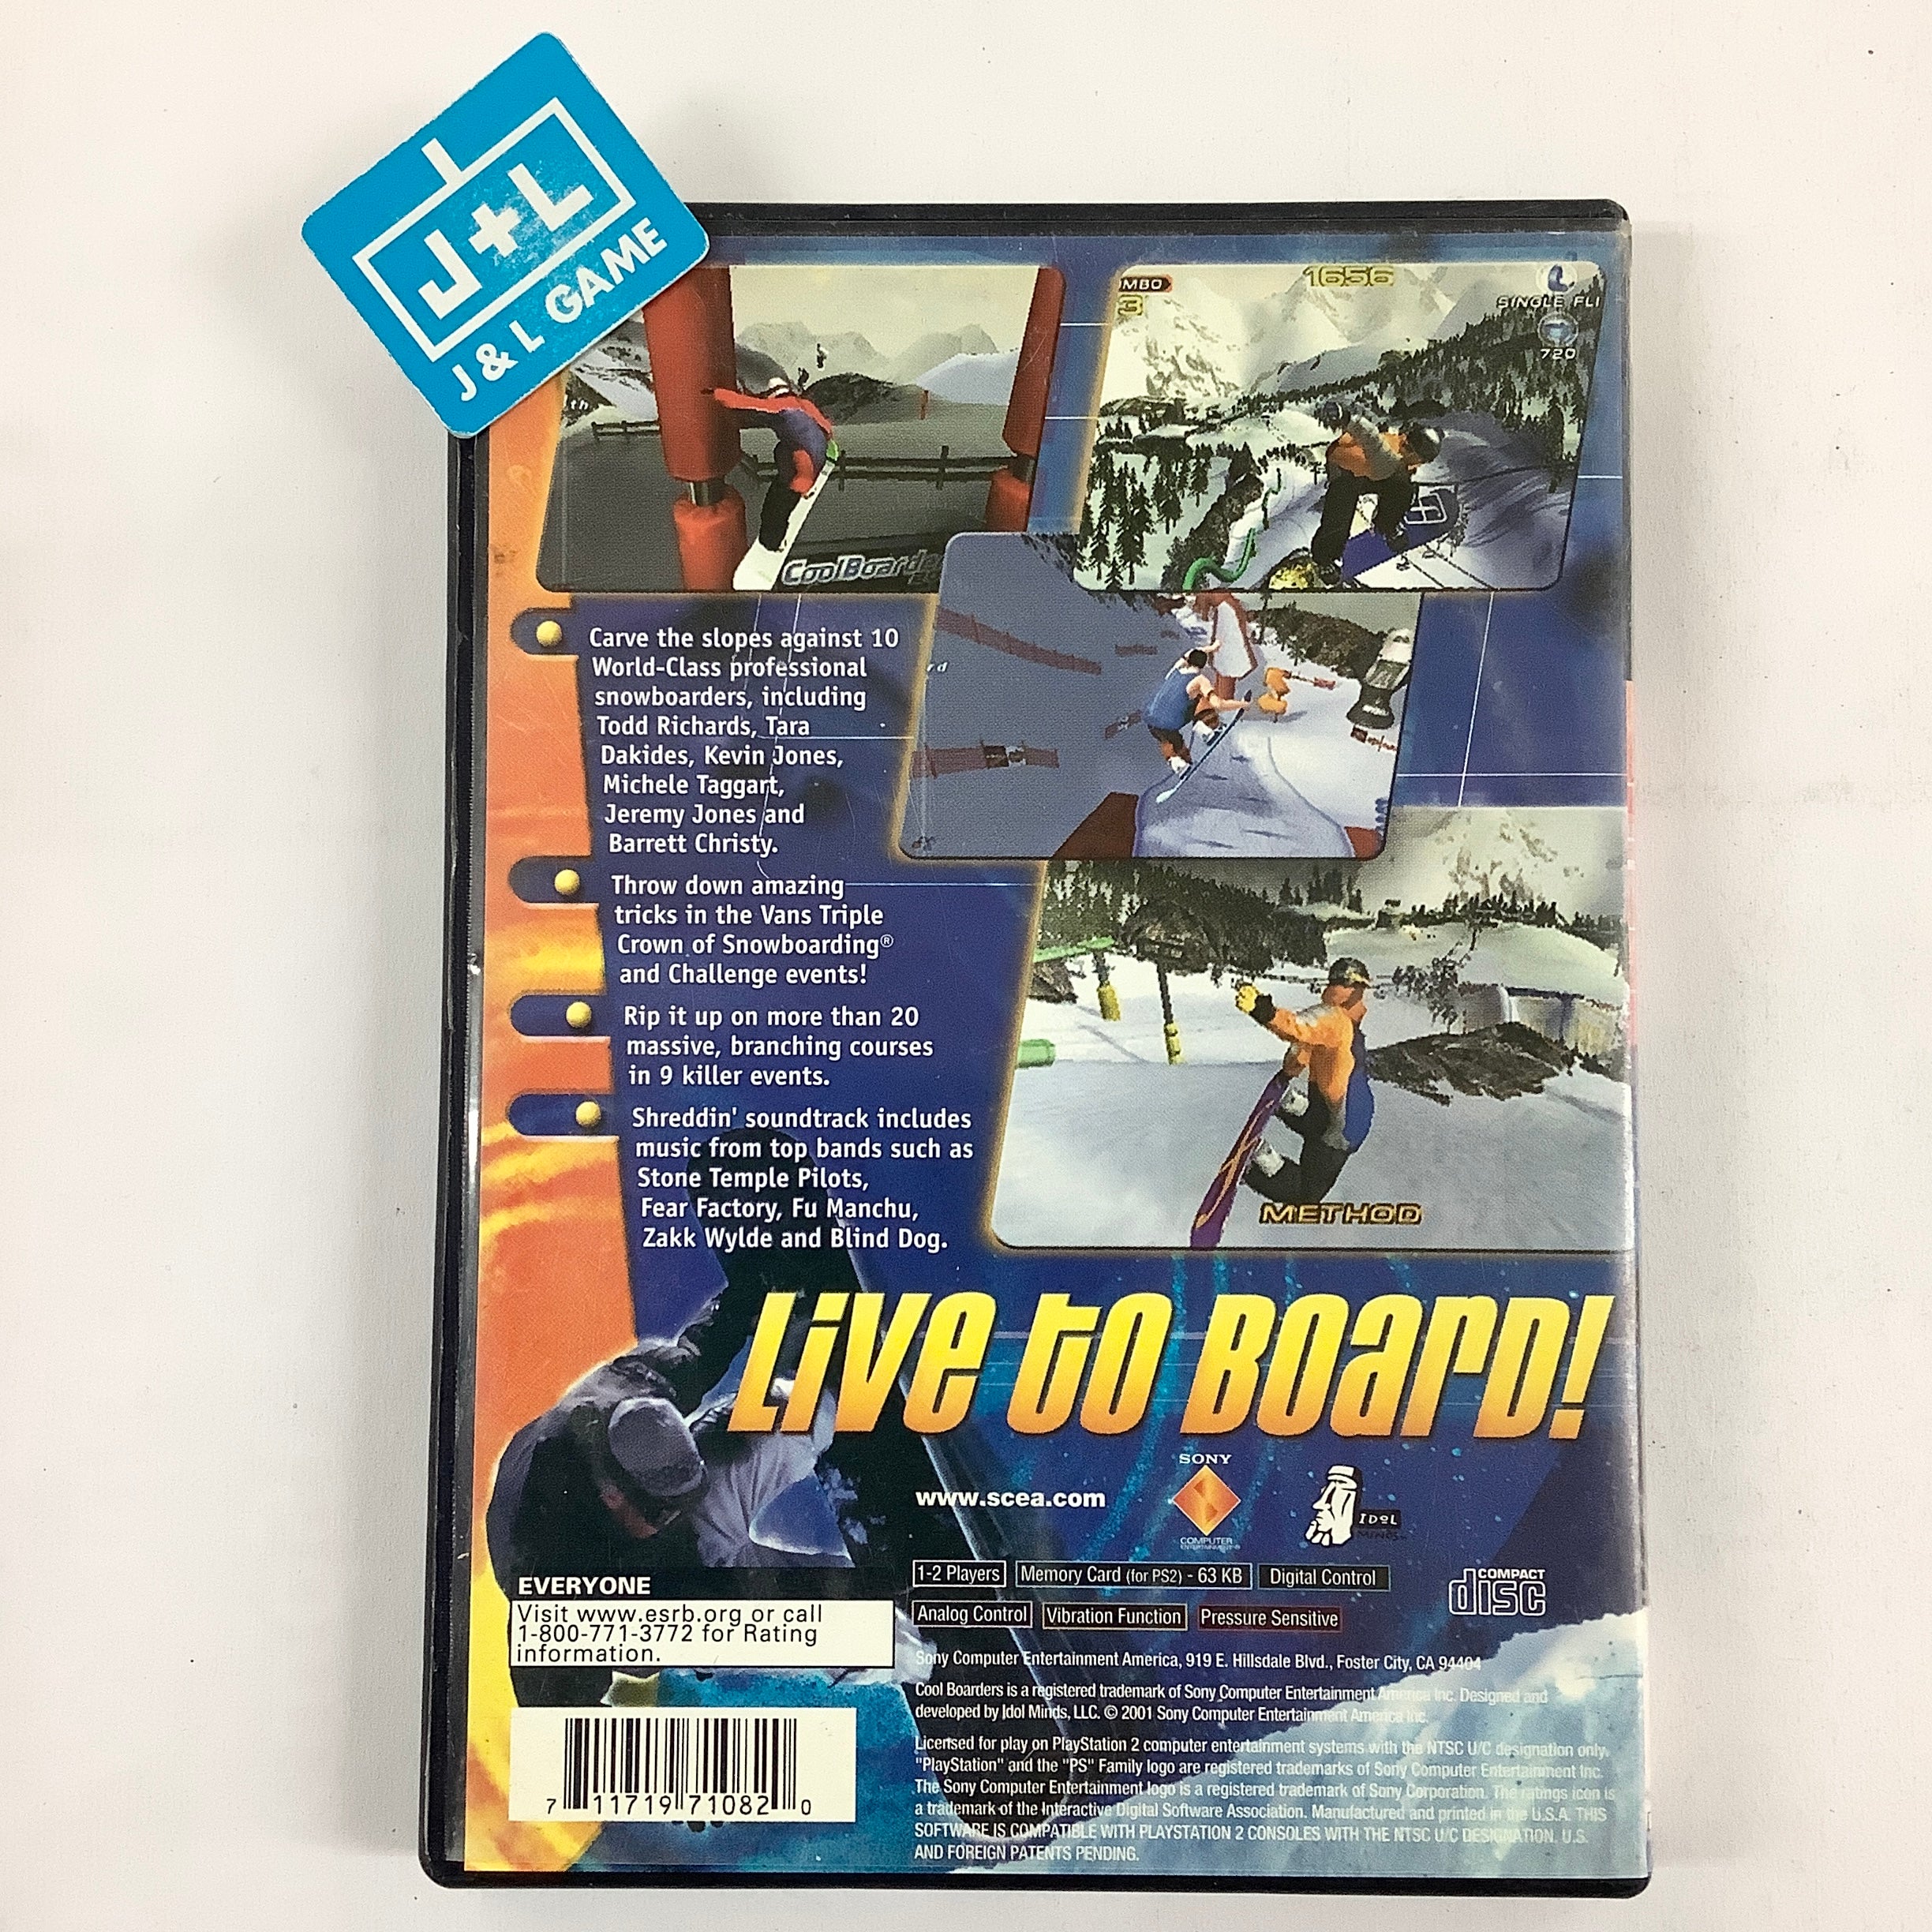 J+L
J & L GAME
th
CoolBoarde
MBO
3
1656
SINGLE FLI
720
rd
Carve the slopes against 10
World-Class professional
snowboarders, including
Todd Richards, Tara
Dakides, Kevin Jones,
Michele Taggart,
Jeremy Jones and
Barrett Christy.
Throw down amazing
tricks in the Vans Triple
Crown of Snowboarding®
and Challenge events!
Rip it up on more than 20
massive, branching courses
in 9 killer events.
Shreddin' soundtrack includes
music from top bands such as
Stone Temple Pilots,
Fear Factory, Fu Manchu,
Zakk Wylde and Blind Dog.
METHOD
Live to Board!
www.scea.com
SONY
COMPUTER
ENTERTAINMENT®
IDOL
MINDS
1-2 Players
Memory Card (for PS2) - 63 KB
Digital Control
Analog Control
Vibration Function
Pressure Sensitive
COMPACT
disc
EVERYONE
Visit www.esrb.org or call
1-800-771-3772 for Rating
information.
Sony Computer Entertainment America, 919 E. Hillsdale Blvd., Foster City, CA 94404
Cool Boarders is a registered trademark of Sony Computer Entertainment America Inc. Designed and
developed by Idol Minds, LLC. © 2001 Sony Computer Entertainment America Inc.
Licensed for play on PlayStation 2 computer entertainment systems with the NTSC U/C designation only.
"PlayStation" and the "PS" Family logo are registered trademarks of Sony Computer Entertainment Inc.
The Sony Computer Entertainment logo is a registered trademark of Sony Corporation. The ratings icon is
a trademark of the Interactive Digital Software Association. Manufactured and printed in the U.S.A. THIS
SOFTWARE IS COMPATIBLE WITH PLAYSTATION 2 CONSOLES WITH THE NTSC U/C DESIGNATION. U.S.
AND FOREIGN PATENTS PENDING.
7 11719 71082 0